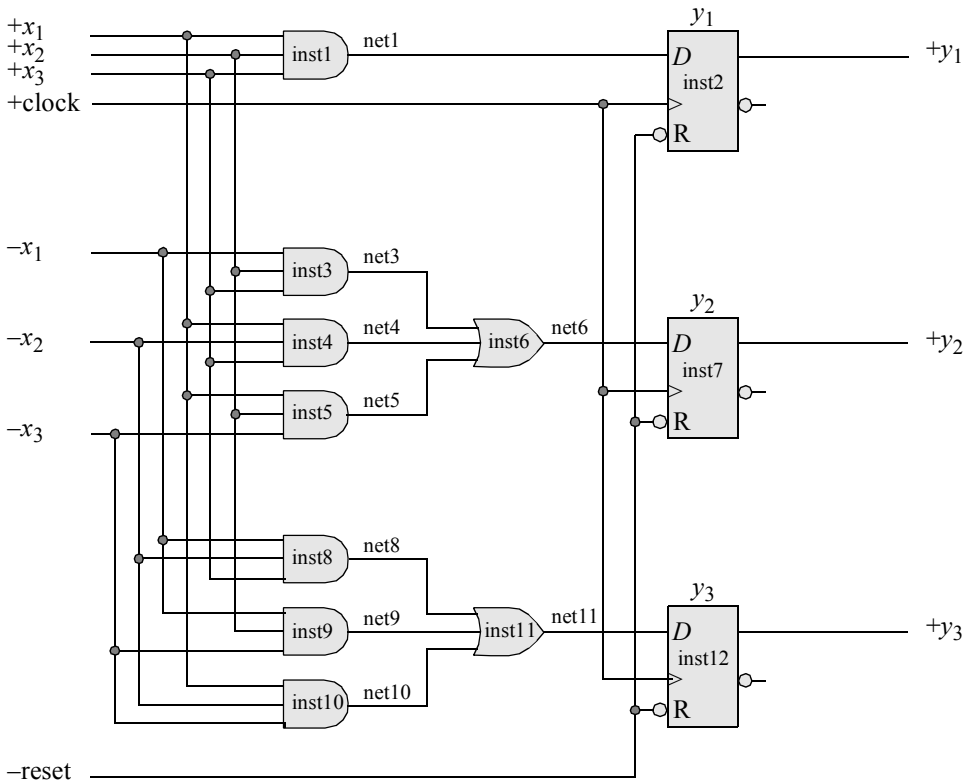 +x₁
+x₂
+x₃
+clock
inst1
net1
y₁
D
inst2
R
+y₁
–x₁
inst3
net3
–x₂
inst4
net4
inst5
net5
inst6
net6
y₂
D
inst7
R
+y₂
–x₃
inst8
net8
inst9
net9
inst10
net10
inst11
net11
y₃
D
inst12
R
+y₃
–reset